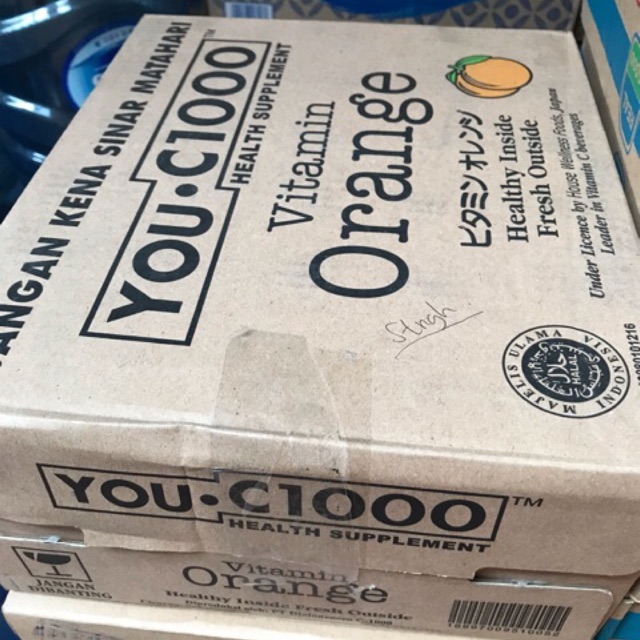 JANGAN KENA SINAR MATAHARI
YOU•C1000™
HEALTH SUPPLEMENT
Vitamin
Orange
ビタミンオレンジ
Healthy Inside
Fresh Outside
Under Licence by House Wellness Foods, Japan
Leader in Vitamin C beverages
MAJELIS ULAMA INDONESIA
YOU•C1000™
HEALTH SUPPLEMENT
JANGAN
DIBANTING
Vitamin
Orange
Healthy Inside Fresh Outside